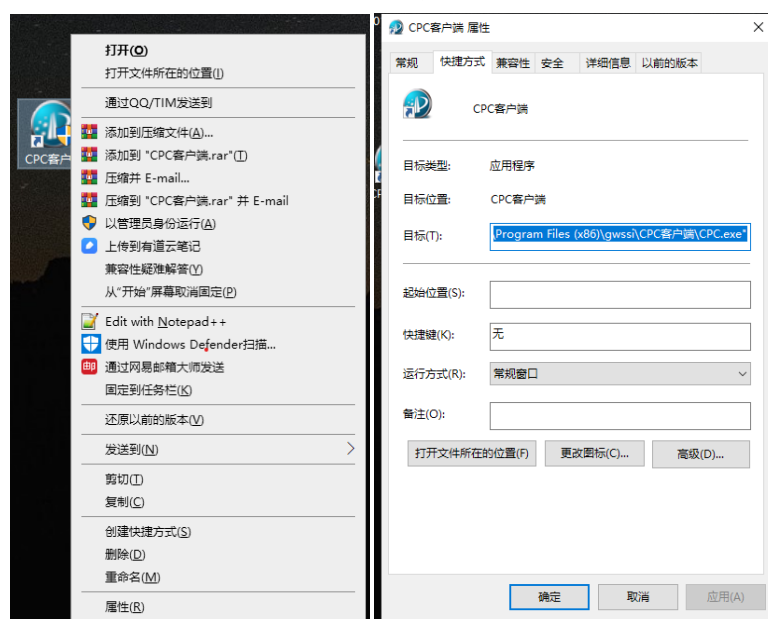 CPC客户
打开(O)
打开文件所在的位置(I)
通过QQ/TIM发送到
添加到压缩文件(A)...
添加到 "CPC客户端.rar"(T)
压缩并 E-mail...
压缩到 "CPC客户端.rar" 并 E-mail
以管理员身份运行(A)
上传到有道云笔记
兼容性疑难解答(Y)
从"开始"屏幕取消固定(P)
Edit with Notepad++
使用 Windows Defender扫描...
通过网易邮箱大师发送
固定到任务栏(K)
还原以前的版本(V)
发送到(N)
剪切(T)
复制(C)
创建快捷方式(S)
删除(D)
重命名(M)
属性(R)
CPC客户端 属性
常规 快捷方式 兼容性 安全 详细信息 以前的版本
CPC客户端
目标类型: 应用程序
目标位置: CPC客户端
目标(T): \Program Files (x86)\gwssi\CPC客户端\CPC.exe"
起始位置(S):
快捷键(K): 无
运行方式(R): 常规窗口
备注(O):
打开文件所在的位置(F) 更改图标(C)... 高级(D)...
确定 取消 应用(A)